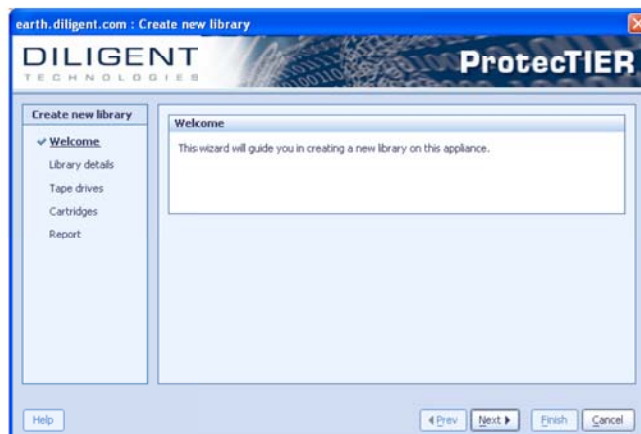 earth.diligent.com : Create new library
DILIGENT
TECHNOLOGIES
ProtecTIER
Create new library
Welcome
Library details
Tape drives
Cartridges
Report
Welcome
This wizard will guide you in creating a new library on this appliance.
Help
Prev
Next
Finish
Cancel